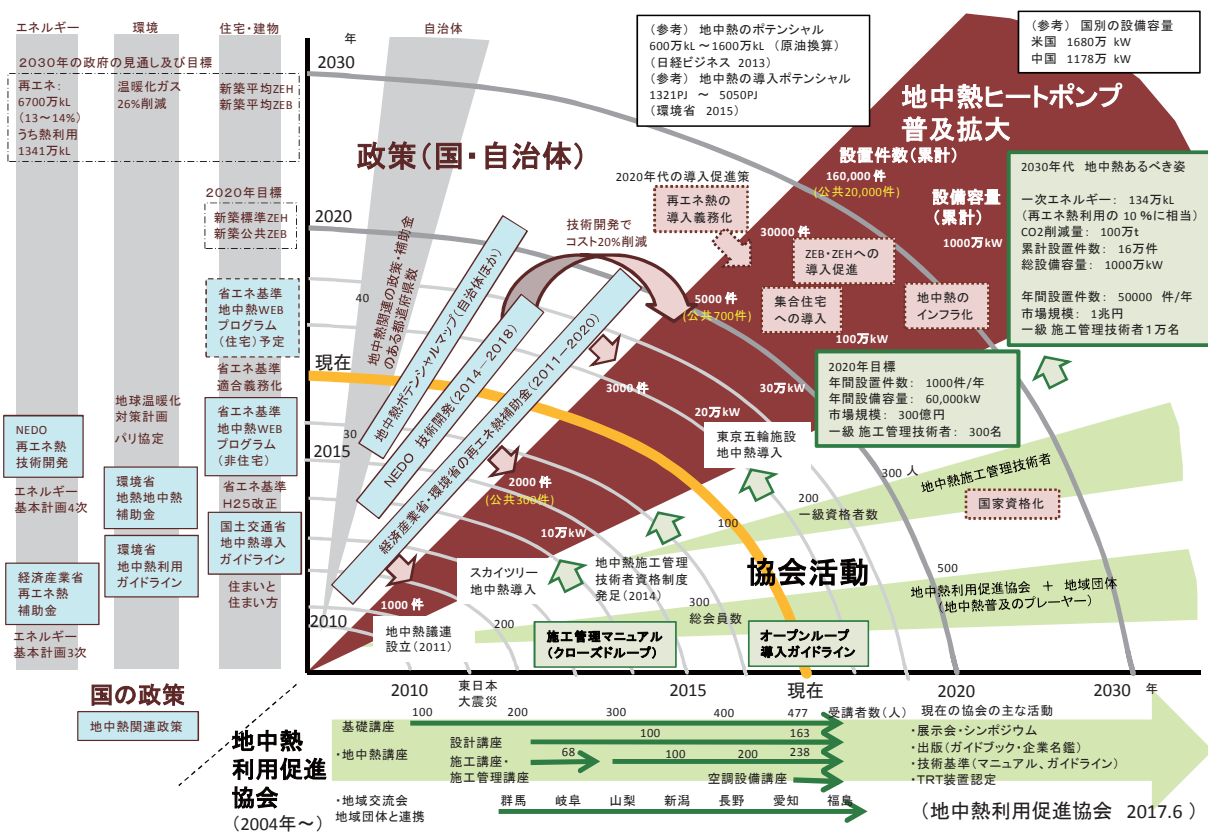 エネルギー
環境
住宅・建物
年
自治体
2030年の政府の見通し及び目標
再エネ:
6700万kL
(13～14%)
うち熱利用
1341万kL
温暖化ガス
26%削減
新築平均ZEH
新築平均ZEB
2020年目標
新築標準ZEH
新築公共ZEB
省エネ基準
地中熱WEB
プログラム
(住宅)予定
省エネ基準
適合義務化
地球温暖化
対策計画
パリ協定
省エネ基準
地中熱WEB
プログラム
(非住宅)
NEDO
再エネ熱
技術開発
エネルギー
基本計画4次
環境省
地熱地中熱
補助金
省エネ基準
H25改正
国土交通省
地中熱導入
ガイドライン
環境省
地中熱利用
ガイドライン
経済産業省
再エネ熱
補助金
住まいと
住まい方
エネルギー
基本計画3次
国の政策
地中熱関連政策
2030
2020
現在
2015
2010
40
30
地中熱関連の政策・補助金
のある都道府県数
政策(国・自治体)
地中熱ポテンシャルマップ(自治体ほか)
NEDO 技術開発(2014－2018)
経済産業省・環境省の再エネ熱補助金(2011－2020)
技術開発で
コスト20%削減
(参考) 地中熱のポテンシャル
600万kL～1600万kL (原油換算)
(日経ビジネス 2013)
(参考) 地中熱の導入ポテンシャル
1321PJ ～ 5050PJ
(環境省 2015)
(参考) 国別の設備容量
米国 1680万 kW
中国 1178万 kW
地中熱ヒートポンプ
普及拡大
設置件数(累計)
160,000 件
(公共20,000件)
設備容量
(累計)
1000万kW
2020年代の導入促進策
再エネ熱の
導入義務化
30000 件
ZEB・ZEHへの
導入促進
集合住宅
への導入
地中熱の
インフラ化
5000 件
(公共700件)
100万kW
3000件
30万kW
20万kW
2000 件
(公共300件)
10万kW
1000 件
2030年代 地中熱あるべき姿
一次エネルギー: 134万kL
(再エネ熱利用の 10 %に相当)
CO2削減量: 100万t
累計設置件数: 16万件
総設備容量: 1000万kW
年間設置件数: 50000 件/年
市場規模: 1兆円
一級 施工管理技術者1万名
2020年目標
年間設置件数: 1000件/年
年間設備容量: 60,000kW
市場規模: 300億円
一級 施工管理技術者: 300名
東京五輪施設
地中熱導入
スカイツリー
地中熱導入
地中熱施工管理
技術者資格制度
発足(2014)
100
200
一級資格者数
300 人
地中熱施工管理技術者
国家資格化
協会活動
地中熱議連
設立(2011)
200
300
総会員数
500
地中熱利用促進協会 + 地域団体
(地中熱普及のプレーヤー)
施工管理マニュアル
(クローズドループ)
オープンループ
導入ガイドライン
2010
東日本
大震災
2015
現在
2020
2030
年
地中熱
利用促進
協会
(2004年～)
100
200
300
400
477
受講者数(人)
基礎講座
・地中熱講座
設計講座
100
163
施工講座・
施工管理講座
68
100
200
238
空調設備講座
・地域交流会
地域団体と連携
群馬
岐阜
山梨
新潟
長野
愛知
福島
現在の協会の主な活動
・展示会・シンポジウム
・出版(ガイドブック・企業名鑑)
・技術基準(マニュアル、ガイドライン)
・TRT装置認定
(地中熱利用促進協会 2017.6 )